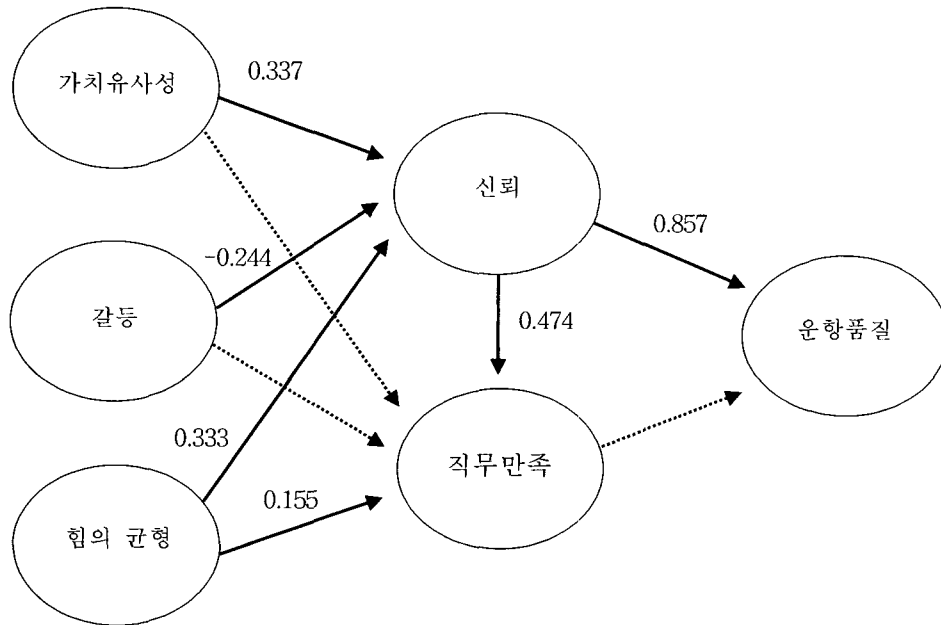 가치유사성
0.337
신뢰
0.857
-0.244
갈등
0.474
운항품질
0.333
직무만족
0.155
힘의 균형